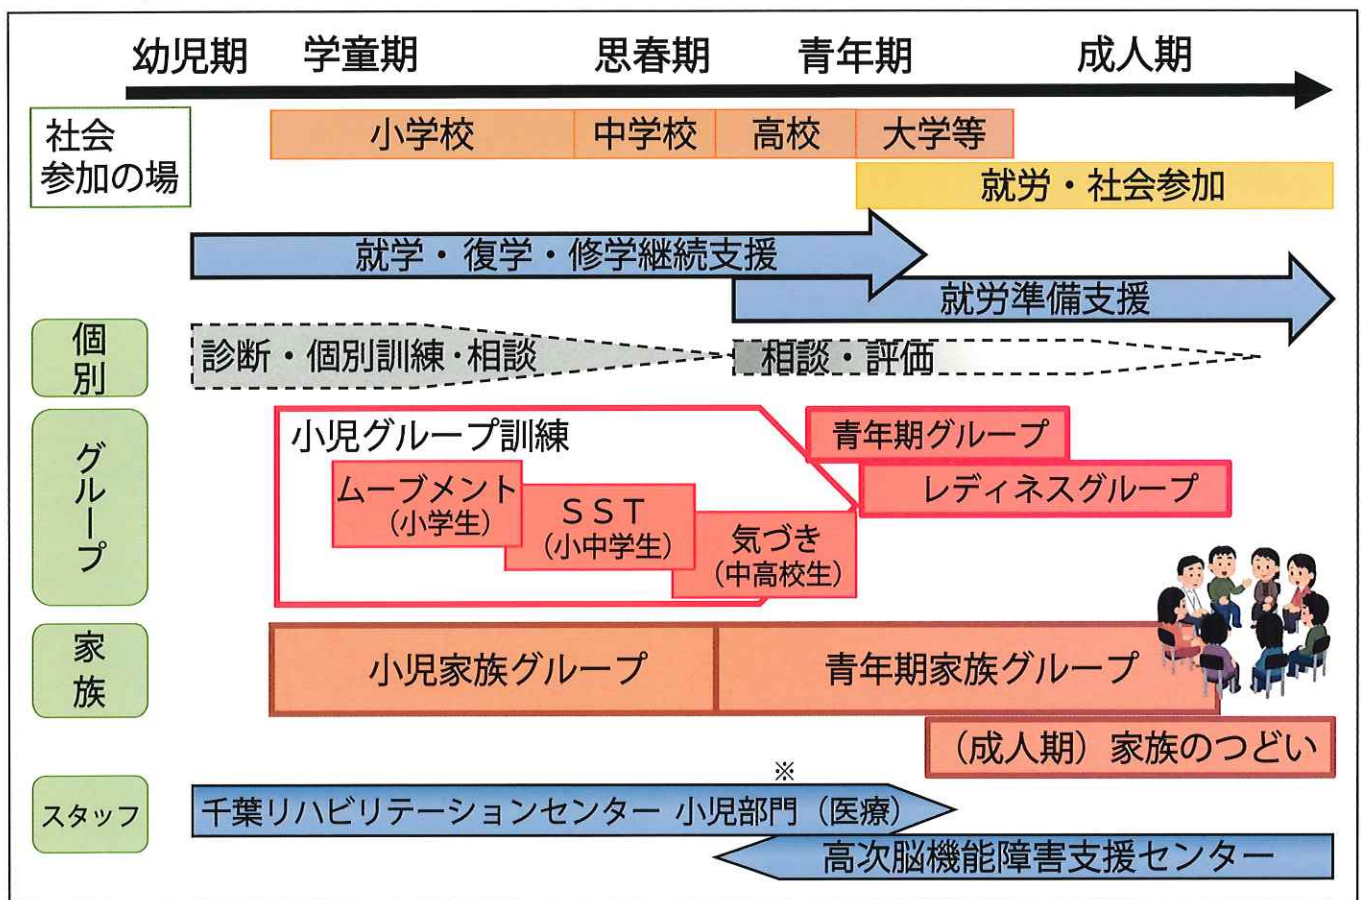 幼児期 学童期 思春期 青年期 成人期
社会
参加の場
小学校 中学校 高校 大学等
就労・社会参加
就学・復学・修学継続支援
就労準備支援
個
別
診断・個別訓練・相談
相談・評価
グループ
小児グループ訓練
ムーブメント
(小学生)
SST
(小中学生)
気づき
(中高校生)
青年期グループ
レディネスグループ
家
族
小児家族グループ
青年期家族グループ
(成人期) 家族のつどい
スタッフ
※
千葉リハビリテーションセンター 小児部門(医療)
高次脳機能障害支援センター